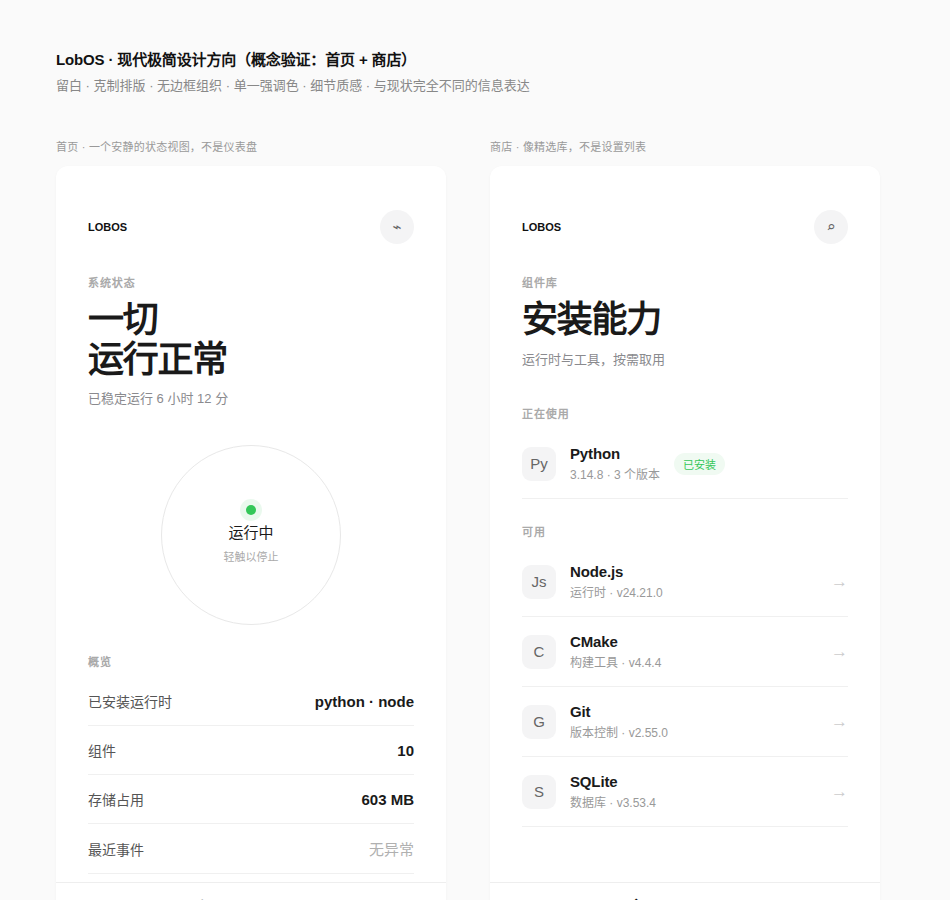 LobOS · 现代极简设计方向（概念验证：首页 + 商店）
留白 · 克制排版 · 无边框组织 · 单一强调色 · 细节质感 · 与现状完全不同的信息表达
首页 · 一个安静的状态视图，不是仪表盘
LOBOS
系统状态
一切
运行正常
已稳定运行 6 小时 12 分
运行中
轻触以停止
概览
已安装运行时 python · node
组件 10
存储占用 603 MB
最近事件 无异常
商店 · 像精选库，不是设置列表
LOBOS
组件库
安装能力
运行时与工具，按需取用
正在使用
Py
Python
3.14.8 · 3 个版本
已安装
可用
Js
Node.js
运行时 · v24.21.0
→
C
CMake
构建工具 · v4.4.4
→
G
Git
版本控制 · v2.55.0
→
S
SQLite
数据库 · v3.53.4
→